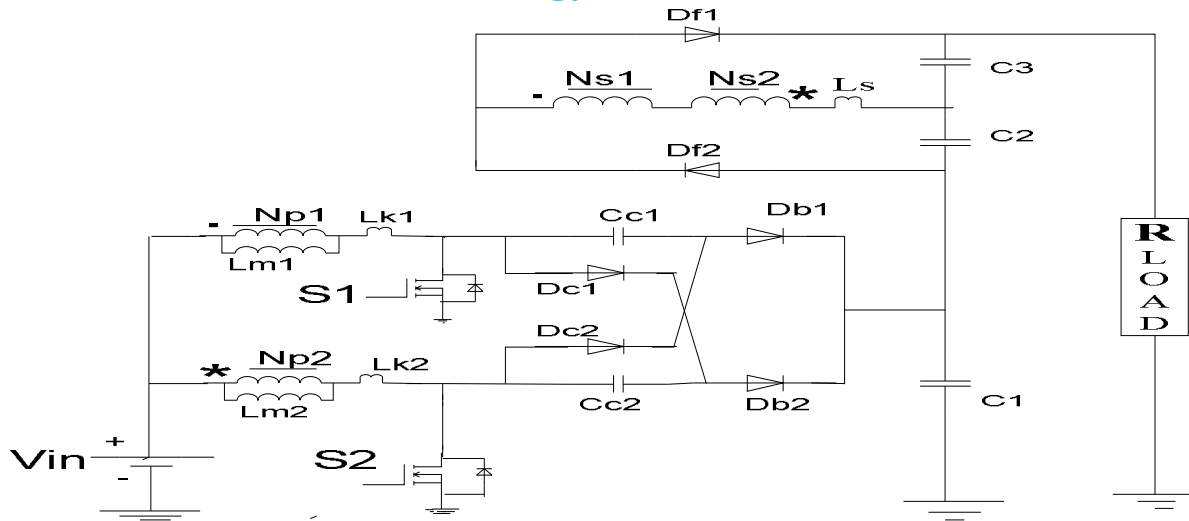 Df1
C3
Ns1 Ns2 * Ls
-
C2
Df2
Np1 Lk1 Cc1 Db1
-
Lm1
S1
Dc1
R
L
O
A
D
Dc2
* Np2 Lk2
Lm2
Cc2 Db2
C1
+
Vin
-
S2